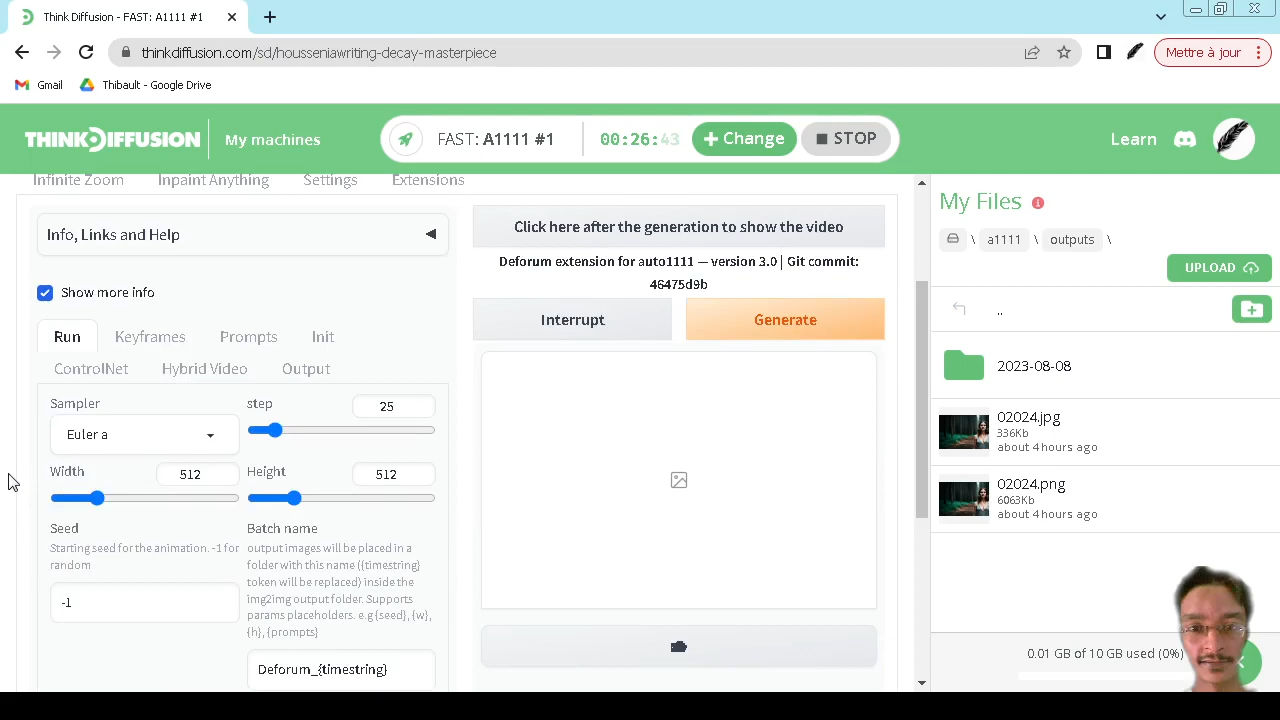 Think Diffusion - FAST: A1111 #1
thinkdiffusion.com/sd/housseniawriting-decay-masterpiece
Mettre à jour
Gmail
Thibault - Google Drive
THINKDIFFUSION
My machines
FAST: A1111 #1
00:26:43
+ Change
STOP
Learn
Infinite Zoom
Inpaint Anything
Settings
Extensions
Info, Links and Help
Show more info
Run
Keyframes
Prompts
Init
ControlNet
Hybrid Video
Output
Sampler
Euler a
step
25
Width
512
Height
512
Seed
Starting seed for the animation. -1 for
random
-1
Batch name
output images will be placed in a
folder with this name ({timestring}
token will be replaced) inside the
img2img output folder. Supports
params placeholders. e.g {seed}, {w},
{h}, {prompts}
Deforum_{timestring}
Click here after the generation to show the video
Deforum extension for auto1111 — version 3.0 | Git commit:
46475d9b
Interrupt
Generate
My Files
1
\ a1111 \ outputs \
UPLOAD
..
2023-08-08
02024.jpg
336Kb
about 4 hours ago
02024.png
6063Kb
about 4 hours ago
0.01 GB of 10 GB used (0%)